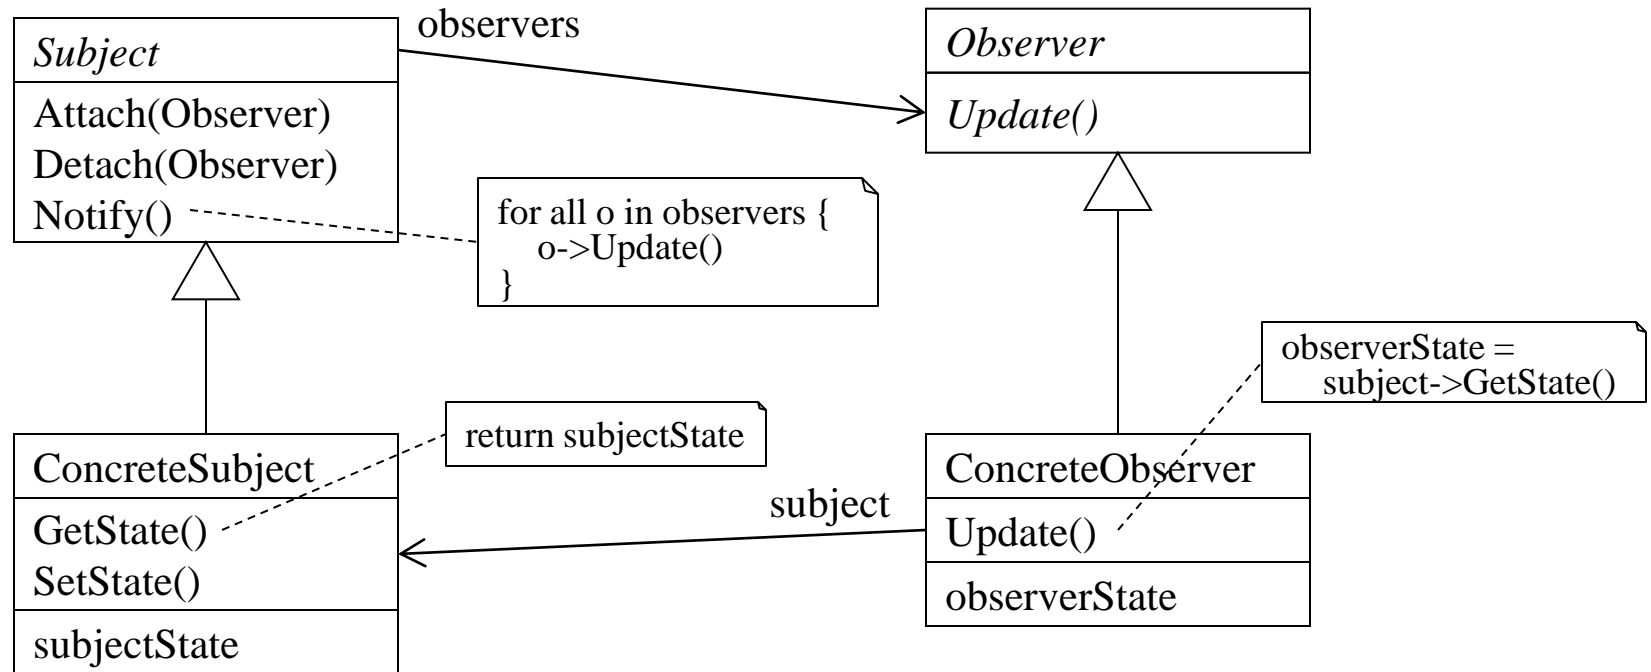 Subject
Attach(Observer)
Detach(Observer)
Notify()
observers
Observer
Update()
for all o in observers {
o->Update()
}
observerState =
subject->GetState()
return subjectState
ConcreteSubject
GetState()
SetState()
subjectState
subject
ConcreteObserver
Update()
observerState